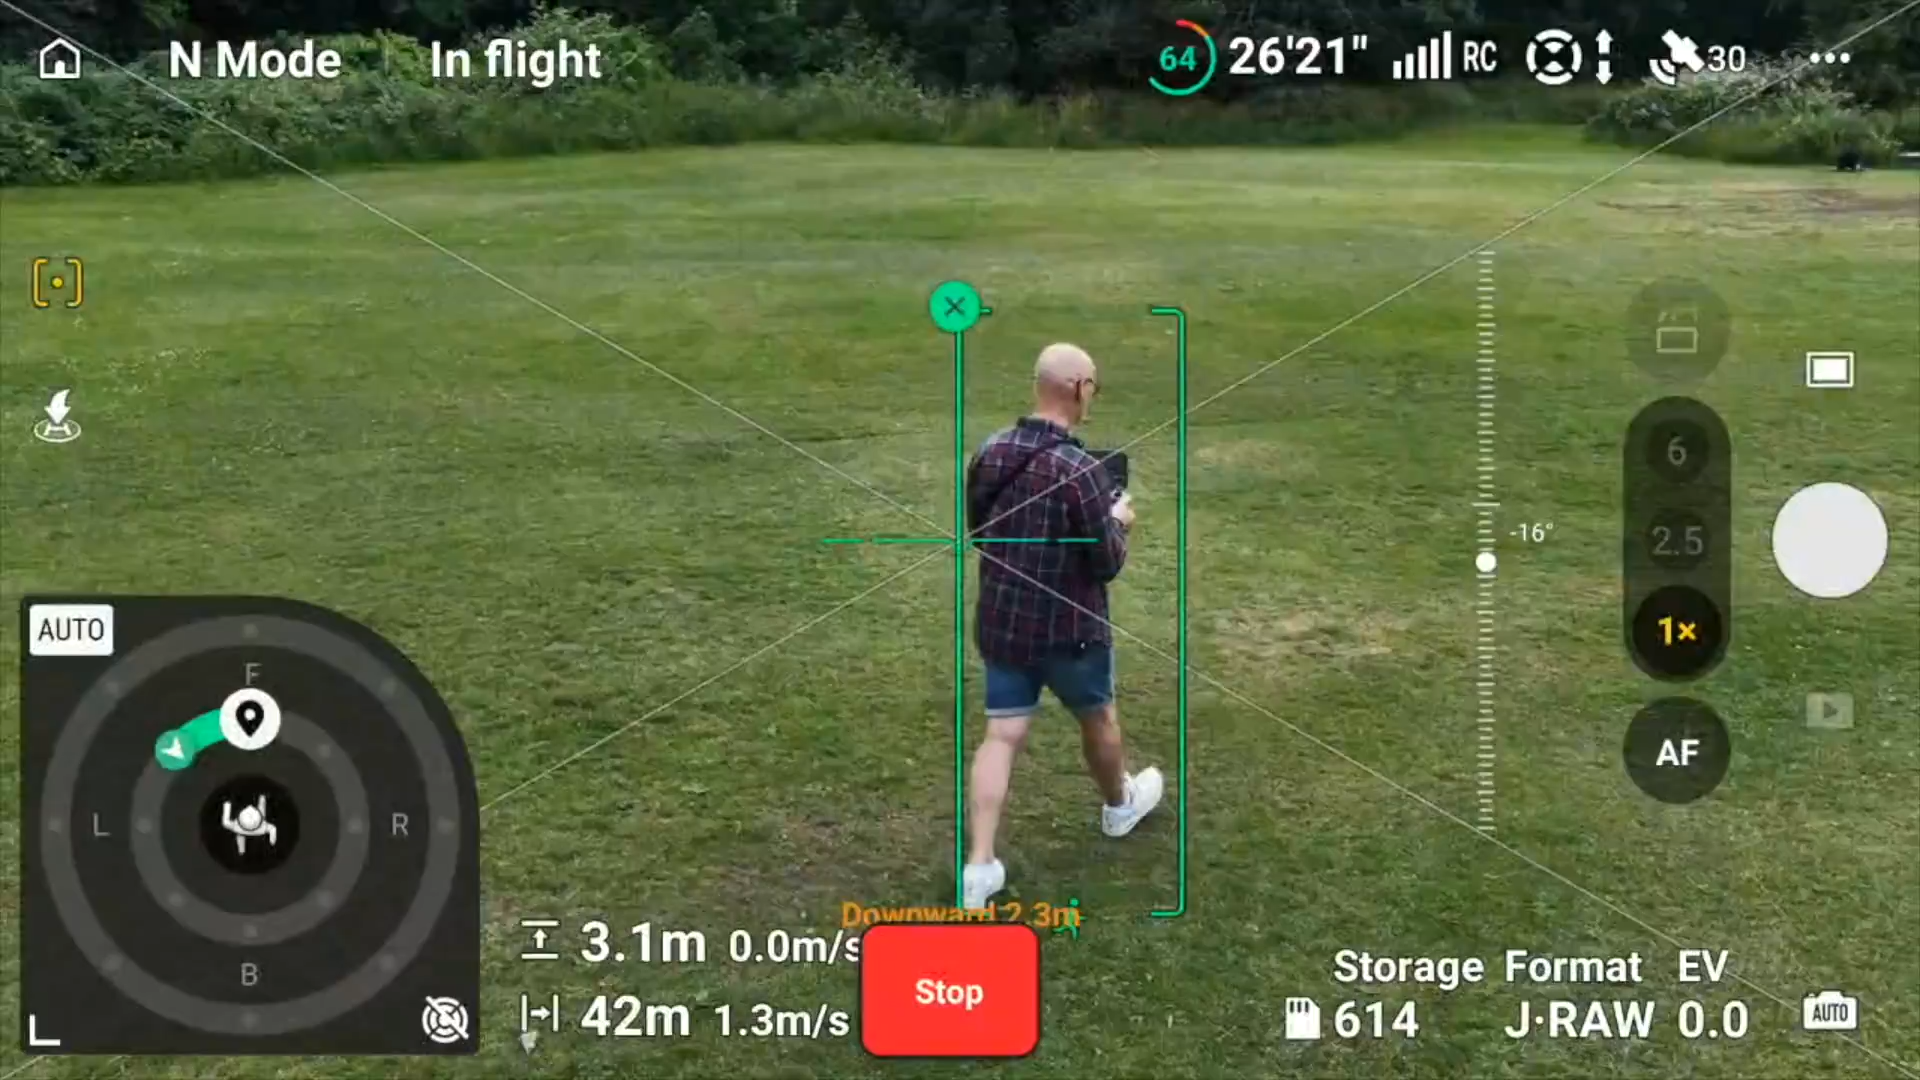 N Mode In flight 64 26'21" RC 30
6
-16°
2.5
1×
AUTO
F
AF
L R
Downward 2.3m
3.1m 0.0m/s
B
Stop
Storage Format EV
42m 1.3m/s
614 J·RAW 0.0
AUTO